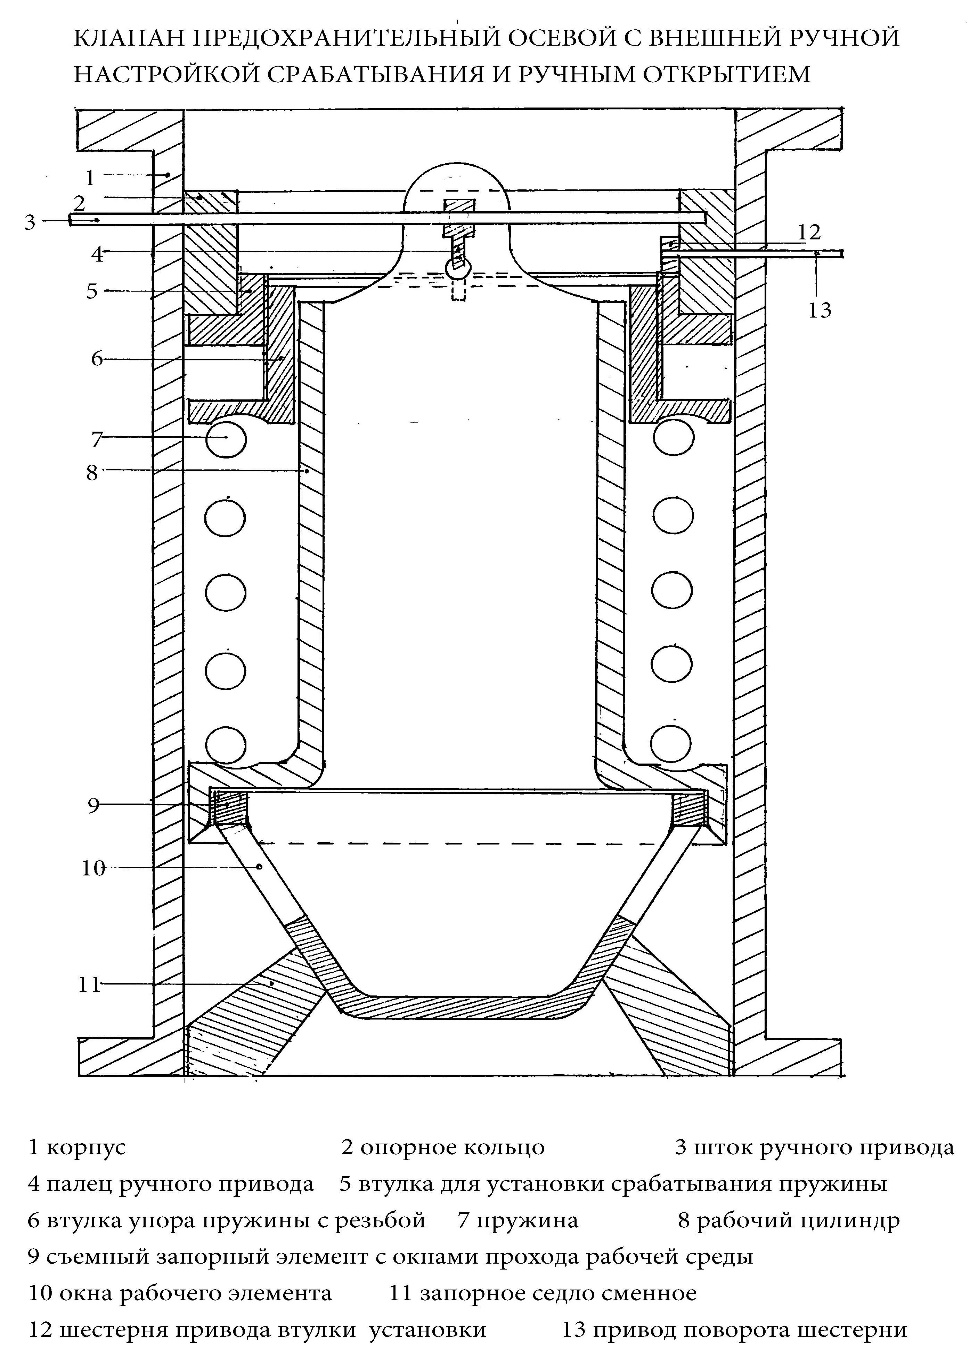 КЛАПАН ПРЕДОХРАНИТЕЛЬНЫЙ ОСЕВОЙ С ВНЕШНЕЙ РУЧНОЙ
НАСТРОЙКОЙ СРАБАТЫВАНИЯ И РУЧНЫМ ОТКРЫТИЕМ
1
2
3
12
4
5
13
6
7
8
9
10
11
1 корпус 2 опорное кольцо 3 шток ручного привода
4 палец ручного привода 5 втулка для установки срабатывания пружины
6 втулка упора пружины с резьбой 7 пружина 8 рабочий цилиндр
9 съемный запорный элемент с окнами прохода рабочей среды
10 окна рабочего элемента 11 запорное седло сменное
12 шестерня привода втулки установки 13 привод поворота шестерни